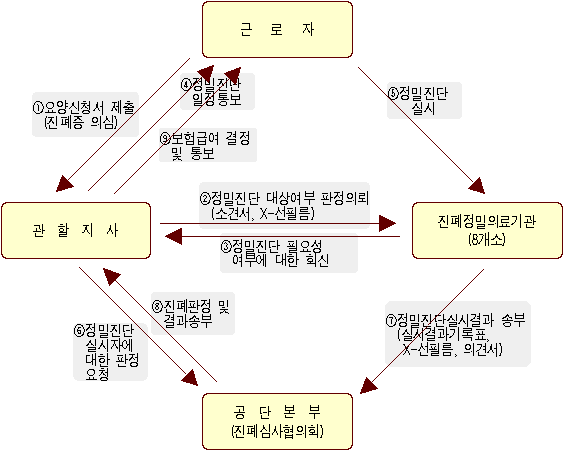 근 로 자
④정밀진단
일정통보
⑤정밀진단
실시
①요양신청서 제출
(진폐증 의심)
⑨보험급여 결정
및 통보
②정밀진단 대상여부 판정의뢰
(소견서, X-선필름)
관 할 지 사
진폐정밀의료기관
(8개소)
③정밀진단 필요성
여부에 대한 회신
⑧진폐판정 및
결과송부
⑥정밀진단
실시자에
대한 판정
요청
⑦정밀진단실시결과 송부
(실시결과기록표,
X-선필름, 의견서)
공 단 본 부
(진폐심사협의회)